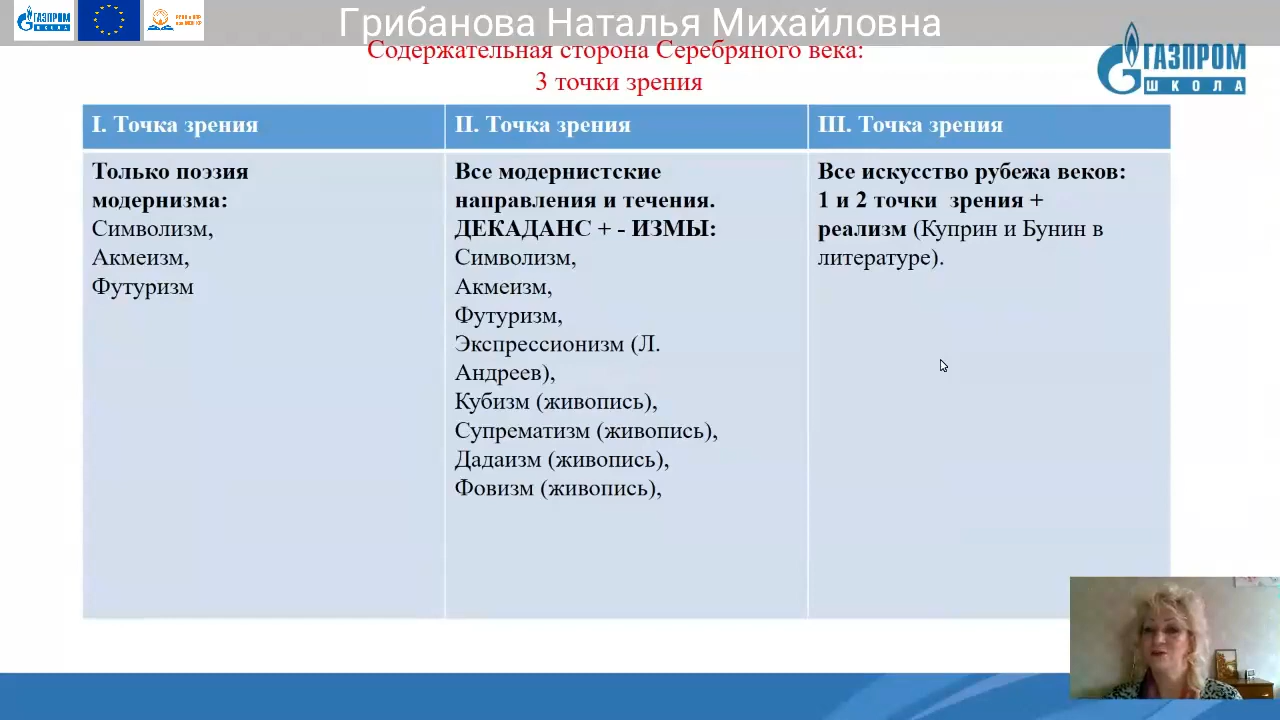 Грибанова Наталья Михайловна
Содержательная сторона Серебряного века:
3 точки зрения
ГАЗПРОМ
ШКОЛА
I. Точка зрения
II. Точка зрения
III. Точка зрения
Только поэзия
модернизма:
Символизм,
Акмеизм,
Футуризм
Все модернистские
направления и течения.
ДЕКАДАНС + - ИЗМЫ:
Символизм,
Акмеизм,
Футуризм,
Экспрессионизм (Л.
Андреев),
Кубизм (живопись),
Супрематизм (живопись),
Дадаизм (живопись),
Фовизм (живопись),
Все искусство рубежа веков:
1 и 2 точки зрения +
реализм (Куприн и Бунин в
литературе).